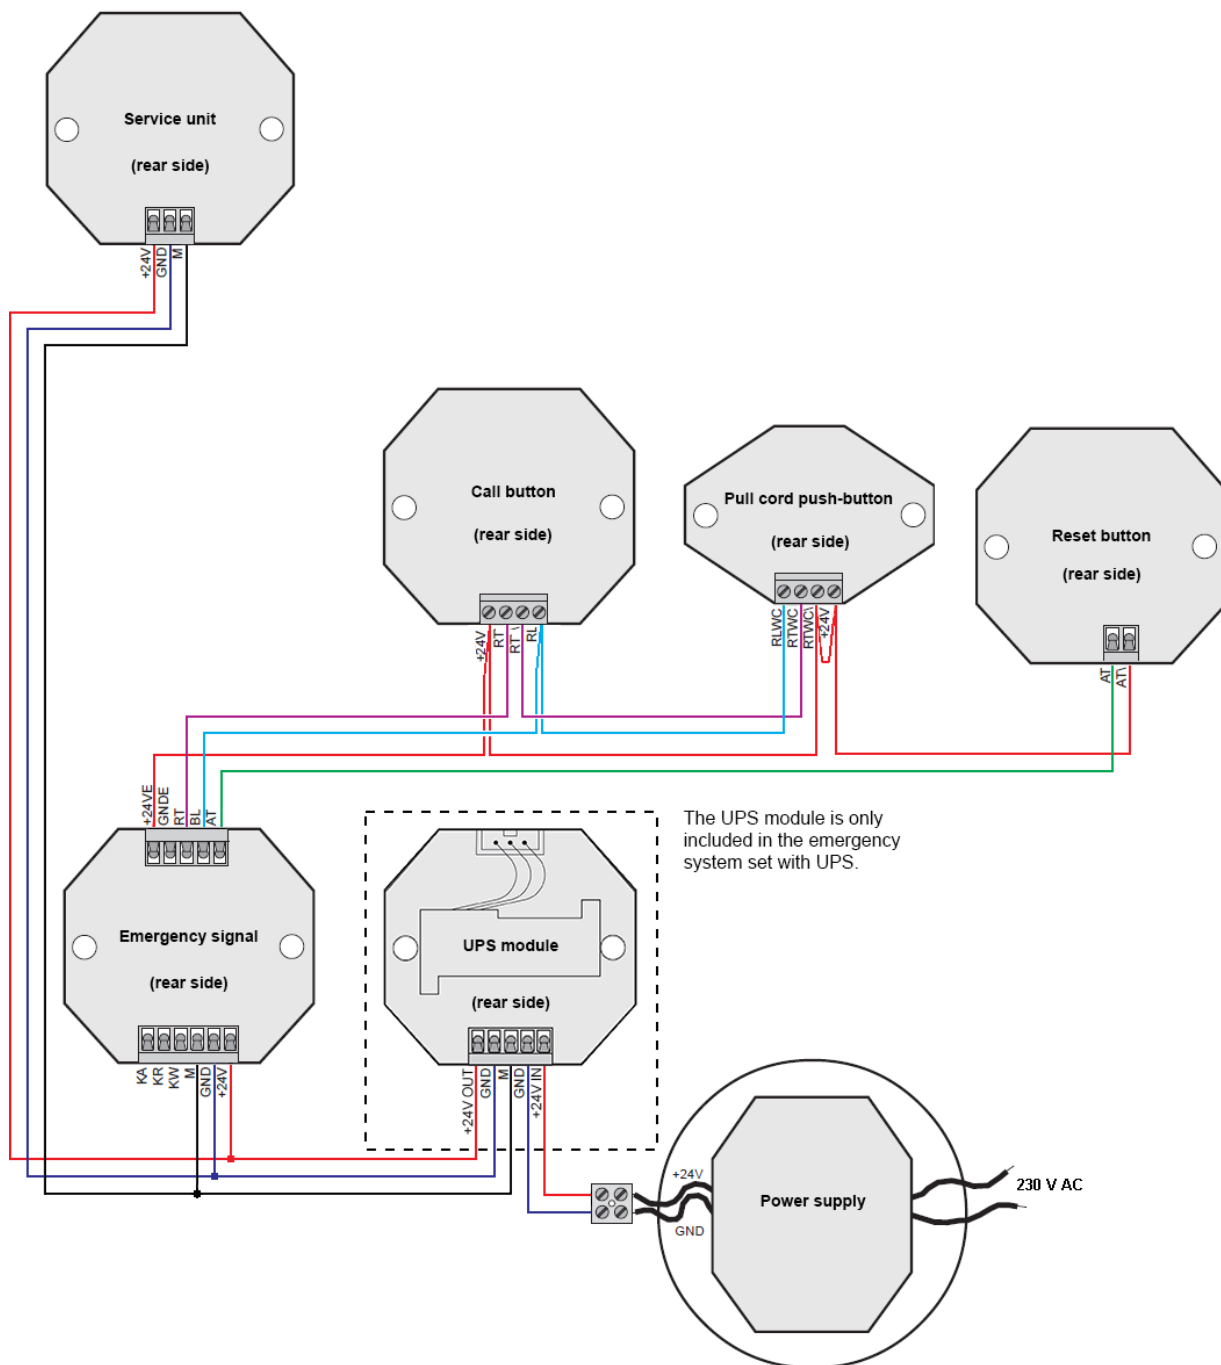 Service unit
(rear side)
+24V
GND
M
Call button
(rear side)
+24V
RT
RT \
RL
Pull cord push-button
(rear side)
RLWC
RTWC
RTWC\
+24V
Reset button
(rear side)
AT
AT\
+24VE
GNDE
RT
BL
AT
Emergency signal
(rear side)
KA
KR
KW
M
GND
+24V
UPS module
(rear side)
+24V OUT
GND
M
GND
+24V IN
The UPS module is only
included in the emergency
system set with UPS.
+24V
GND
Power supply
230 V AC